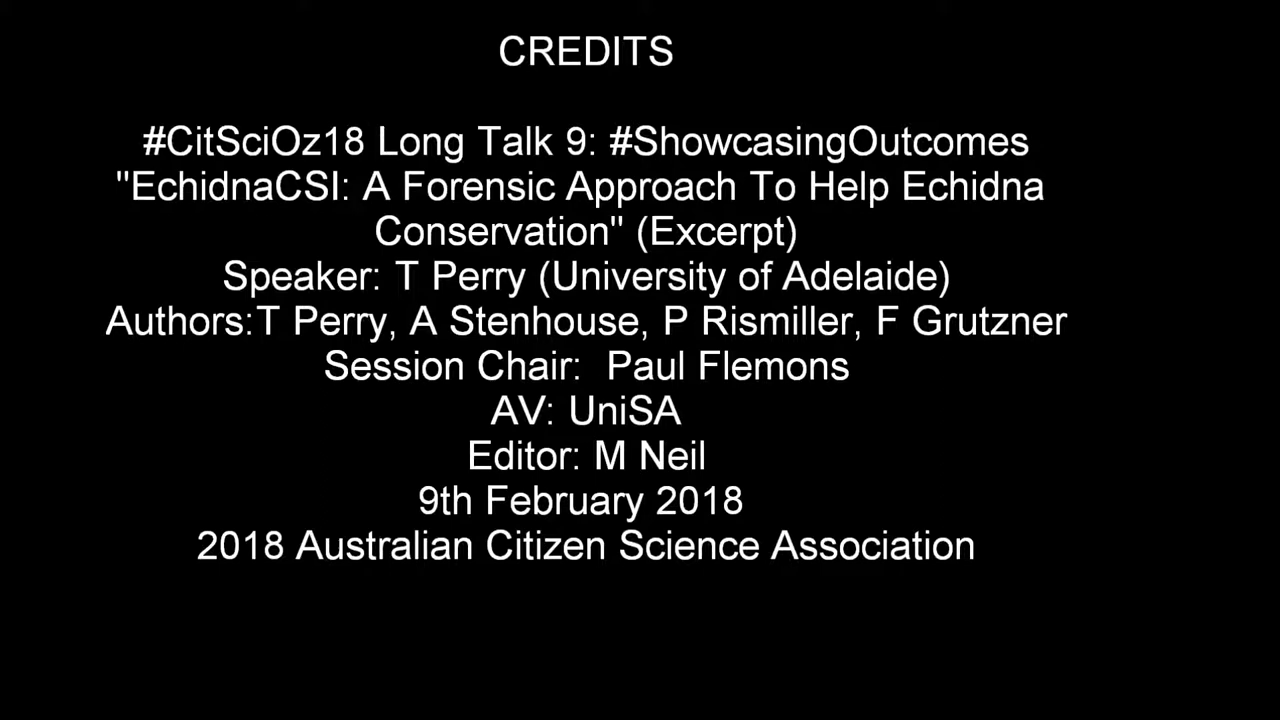 CREDITS
#CitSciOz18 Long Talk 9: #ShowcasingOutcomes
"EchidnaCSI: A Forensic Approach To Help Echidna
Conservation" (Excerpt)
Speaker: T Perry (University of Adelaide)
Authors:T Perry, A Stenhouse, P Rismiller, F Grutzner
Session Chair:  Paul Flemons
AV: UniSA
Editor: M Neil
9th February 2018
2018 Australian Citizen Science Association